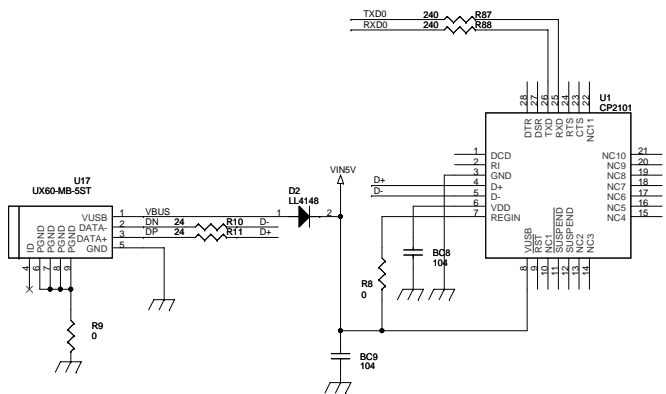 TXD0 240 R87
RXD0 240 R88
U1
CP2101
28 27 26 25 24 23 22
DTR DSR TXD RXD RTS CTS NC11
1 DCD NC10 21
2 RI NC9 20
3 GND NC8 19
D+ 4 D+ NC7 18
D- 5 D- NC6 17
6 VDD NC5 16
7 REGIN NC4 15
VUSB RST NC1 SUSPEND SUSPEND NC2 NC3
8 9 10 11 12 13 14
U17
UX60-MB-5ST
VUSB 1 VBUS
DATA- 2 DN 24 R10 D-
DATA+ 3 DP 24 R11 D+
GND 5
ID PGND PGND PGND PGND
4 6 7 8 9
D2
LL4148
1 2
VIN5V
BC8
104
R8
0
R9
0
BC9
104